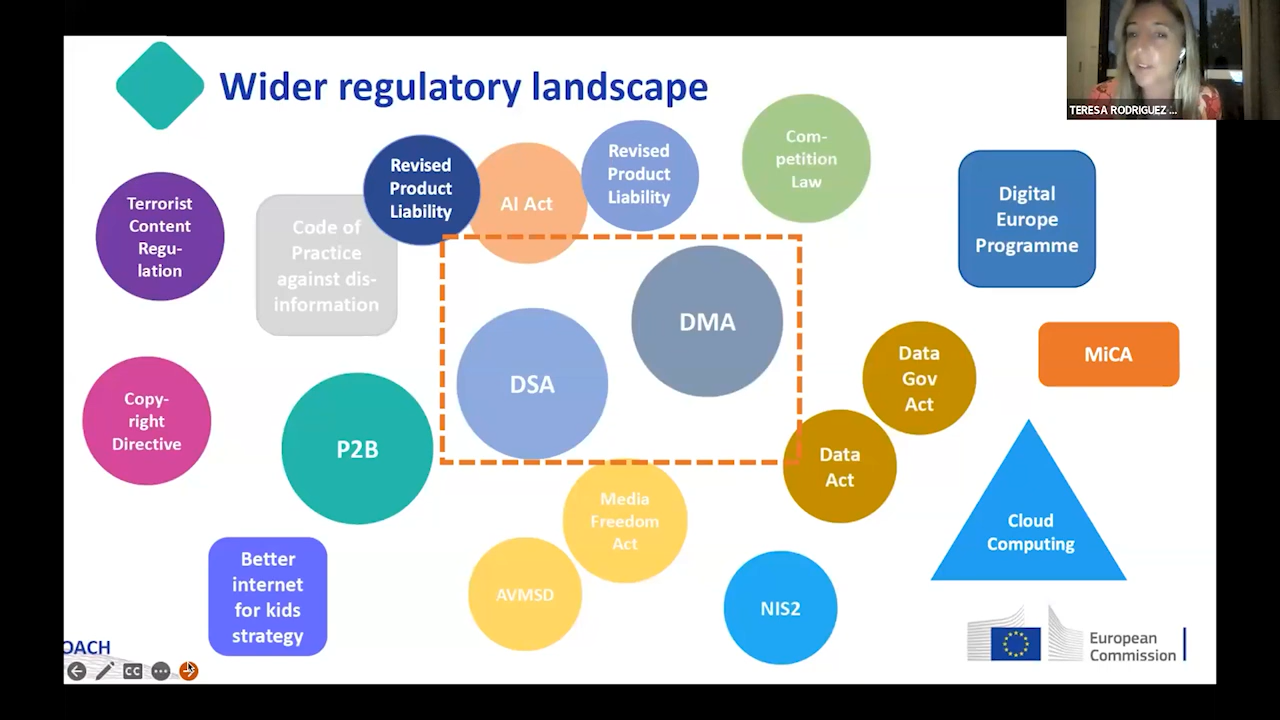 Wider regulatory landscape
TERESA RODRIGUEZ ...
Terrorist
Content
Regu-
lation
Code of
Practice
against dis-
information
Revised
Product
Liability
AI Act
Revised
Product
Liability
Com-
petition
Law
Digital
Europe
Programme
DMA
DSA
Data
Gov
Act
MiCA
Copy-
right
Directive
P2B
Data
Act
Media
Freedom
Act
Cloud
Computing
Better
internet
for kids
strategy
AVMSD
NIS2
OACH
CC
European
Commission